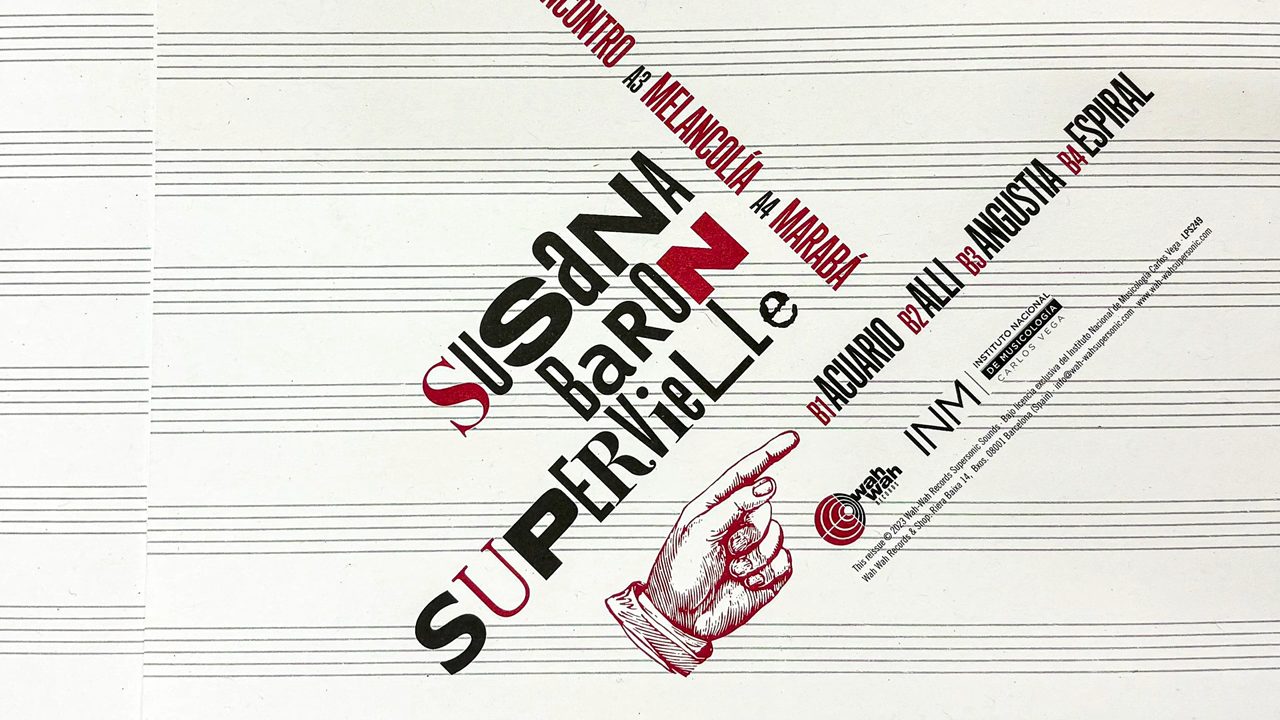 A3 MELANCOLÍA A4 MARABÁ
SUSaNA
BaRON
SUPERVieLLe
B1 ACUARIO B2 ALLI B3 ANGUSTIA B4 ESPIRAL
wah
wah
RECORDS
INM
INSTITUTO NACIONAL
DE MUSICOLOGÍA
CARLOS VEGA
This reissue © 2023 Wah-Wah Records Supersonic Sounds · Bajo licencia exclusiva del Instituto Nacional de Musicología Carlos Vega · LPS249
Wah Wah Records & Shop· Riera Baixa 14, Bxos. 08001 Barcelona (Spain) · info@wah-wahsupersonic.com · www.wah-wahsupersonic.com